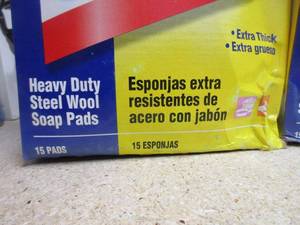 • Extra Thick
• Extra grueso
Heavy Duty
Steel Wool
Soap Pads
15 PADS
Esponjas extra
resistentes de
acero con jabón
15 ESPONJAS